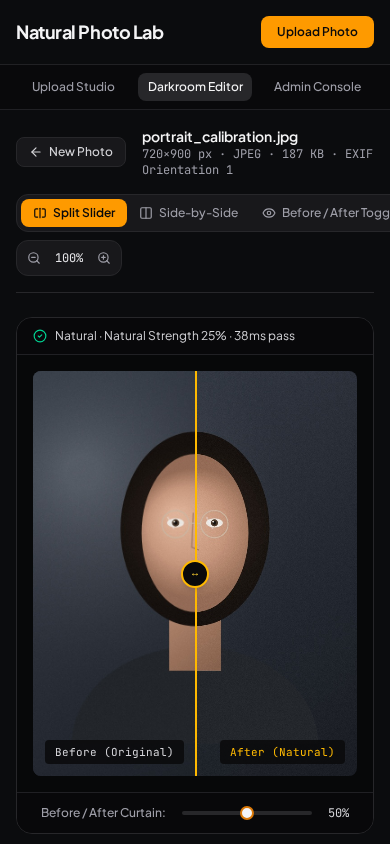 Natural Photo Lab
Upload Photo
Upload Studio
Darkroom Editor
Admin Console
New Photo
portrait_calibration.jpg
720×900 px · JPEG · 187 KB · EXIF
Orientation 1
Split Slider
Side-by-Side
Before / After Togg
100%
Natural · Natural Strength 25% · 38ms pass
Before (Original)
After (Natural)
Before / After Curtain:
50%